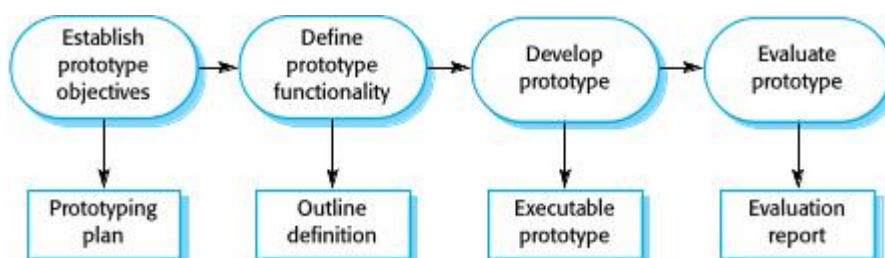 Establish
prototype
objectives
Define
prototype
functionality
Develop
prototype
Evaluate
prototype
Prototyping
plan
Outline
definition
Executable
prototype
Evaluation
report